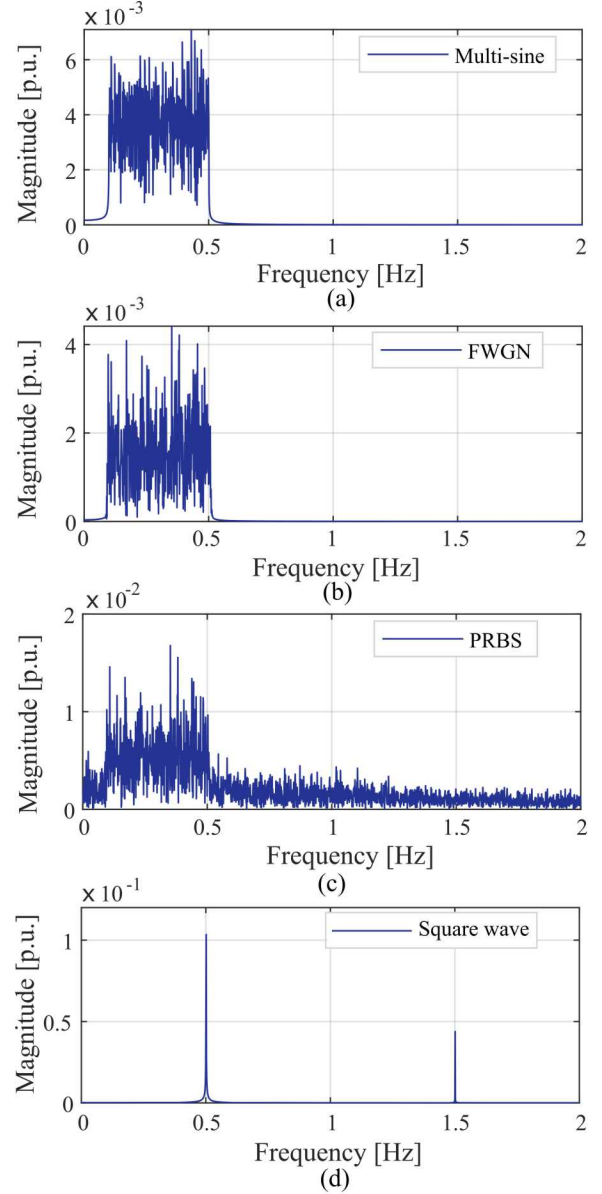 × 10⁻³
6
4
2
0
Magnitude [p.u.]
Multi-sine
0 0.5 1 1.5 2
Frequency [Hz]
(a)
× 10⁻³
4
2
0
Magnitude [p.u.]
FWGN
0 0.5 1 1.5 2
Frequency [Hz]
(b)
× 10⁻²
2
1
0
Magnitude [p.u.]
PRBS
0 0.5 1 1.5 2
Frequency [Hz]
(c)
× 10⁻¹
1
0.5
0
Magnitude [p.u.]
Square wave
0 0.5 1 1.5 2
Frequency [Hz]
(d)